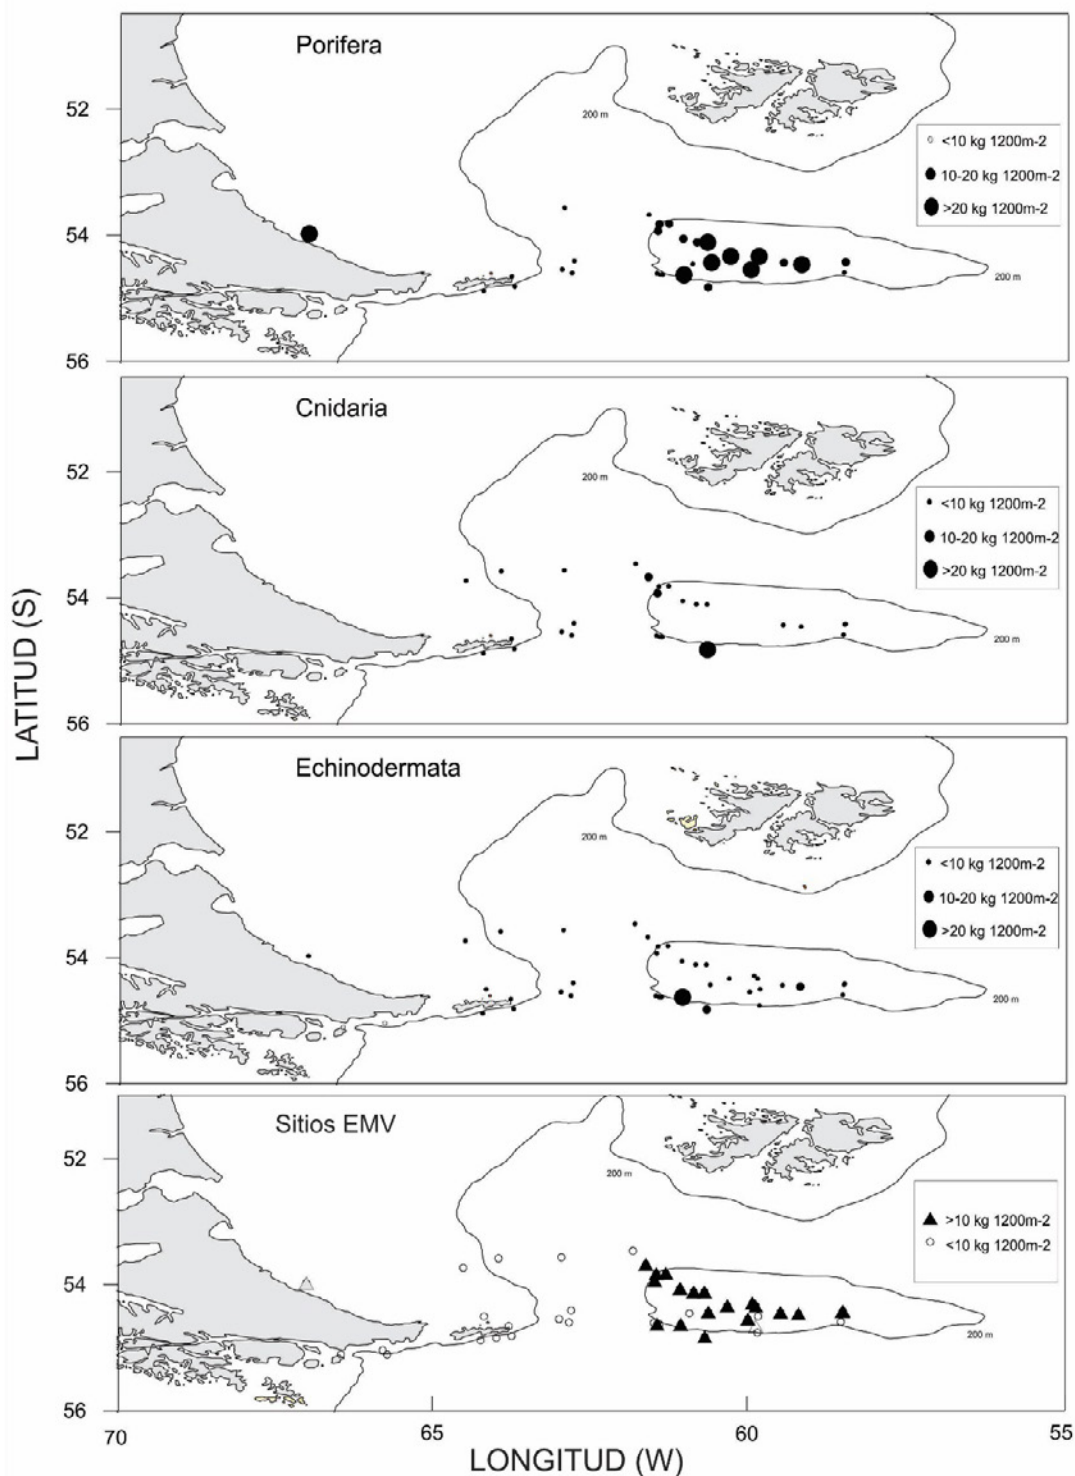 Porifera
52
200 m
<10 kg 1200m-2
10-20 kg 1200m-2
>20 kg 1200m-2
54
200 m
56
Cnidaria
52
200 m
<10 kg 1200m-2
10-20 kg 1200m-2
>20 kg 1200m-2
54
200 m
56
LATITUD (S)
Echinodermata
52
200 m
<10 kg 1200m-2
10-20 kg 1200m-2
>20 kg 1200m-2
54
200 m
56
Sitios EMV
52
200 m
>10 kg 1200m-2
<10 kg 1200m-2
54
200 m
56
70
65
60
55
LONGITUD (W)